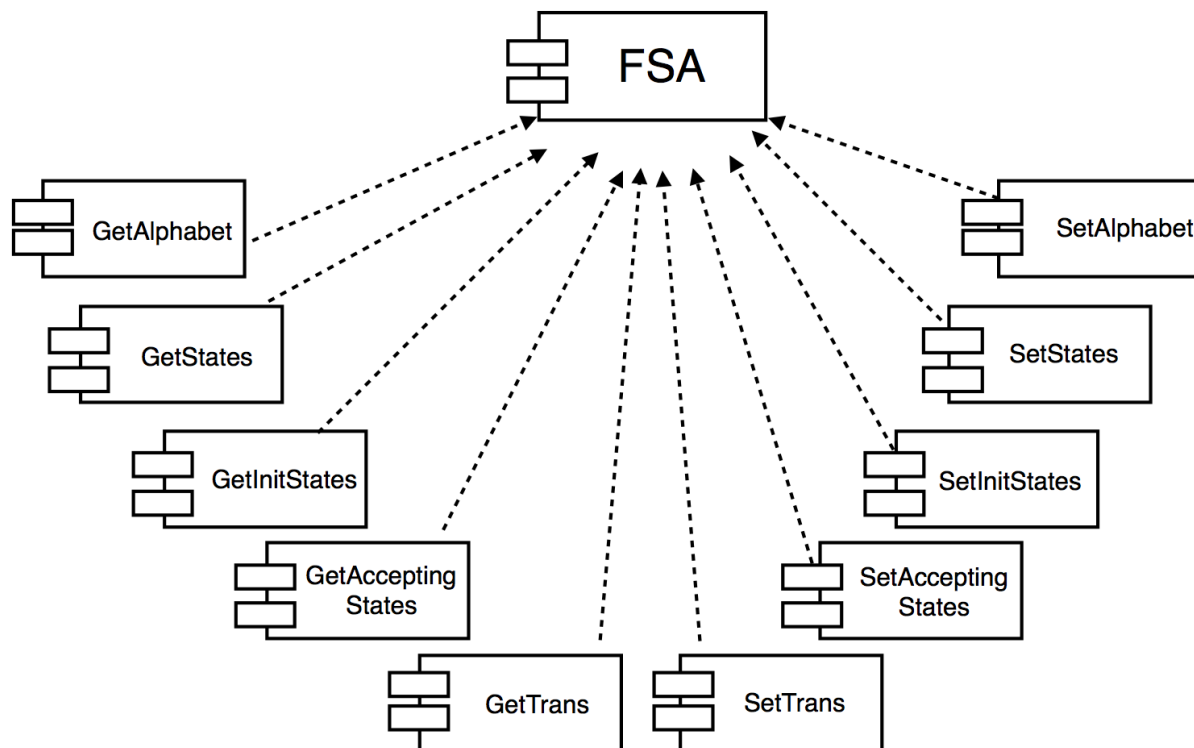 FSA
GetAlphabet
SetAlphabet
GetStates
SetStates
GetInitStates
SetInitStates
GetAccepting
States
SetAccepting
States
GetTrans
SetTrans